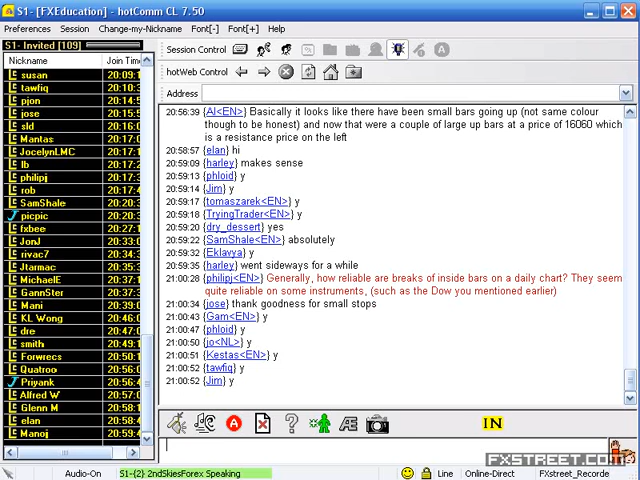 S1- [FXEducation] - hotComm CL 7.50
Preferences Session Change-my-Nickname Font[-] Font[+] Help
S1- Invited [109]
Nickname Join Time
susan 20:09:1
tawfiq 20:10:3
pjon 20:14:5
jose 20:15:5
sld 20:17:3
Mantas 20:17:3
JocelynLMC 20:17:3
lb 20:17:3
philipj 20:17:4
rob 20:17:4
SamShale 20:20:3
picpic 20:20:3
fxbee 20:27:1
JonJ 20:33:0
rivac7 20:34:2
Jtarmac 20:36:3
MichaelE 20:37:0
GannSter 20:37:3
Mani 20:39:0
KL Wong 20:46:0
dre 20:47:2
smith 20:49:1
Forwrecs 20:50:1
Quatroo 20:56:1
Priyank 20:56:4
Alfred W 20:57:2
Glenn M 20:58:2
elan 20:58:4
Manoj 20:59:4
Session Control
hotWeb Control
Address
20:56:39 {Al<EN>} Basically it looks like there have been small bars going up (not same colour
though to be honest) and now that were a couple of large up bars at a price of 16060 which
is a resistance price on the left
20:58:57 {elan} hi
20:59:09 {harley} makes sense
20:59:13 {phloid} y
20:59:14 {Jim} y
20:59:17 {tomaszarek<EN>} y
20:59:18 {TryingTrader<EN>} y
20:59:20 {dry_dessert} yes
20:59:22 {SamShale<EN>} absolutely
20:59:32 {Eklavya} y
20:59:35 {harley} went sideways for a while
21:00:28 {philipj<EN>} Generally, how reliable are breaks of inside bars on a daily chart? They seem
quite reliable on some instruments, (such as the Dow you mentioned earlier)
21:00:34 {jose} thank goodness for small stops
21:00:43 {Gam<EN>} y
21:00:47 {phloid} y
21:00:50 {jo<NL>} y
21:00:51 {Kestas<EN>} y
21:00:52 {tawfiq} y
21:00:52 {Jim} y
IN
FXSTREET.CO
Audio-On S1-{2} 2ndSkiesForex Speaking Line Online-Direct FXstreet_Recorde